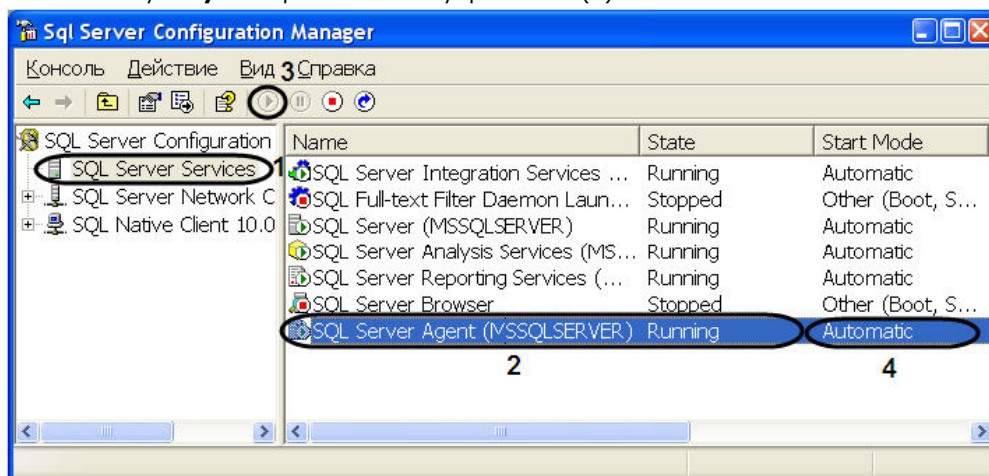 Sql Server Configuration Manager
Консоль Действие Вид 3 Справка
SQL Server Configuration
SQL Server Services 1
SQL Server Network C
SQL Native Client 10.0
Name State Start Mode
SQL Server Integration Services ... Running Automatic
SQL Full-text Filter Daemon Laun... Stopped Other (Boot, S...
SQL Server (MSSQLSERVER) Running Automatic
SQL Server Analysis Services (MS... Running Automatic
SQL Server Reporting Services (... Running Automatic
SQL Server Browser Stopped Other (Boot, S...
SQL Server Agent (MSSQLSERVER) Running Automatic
2 4